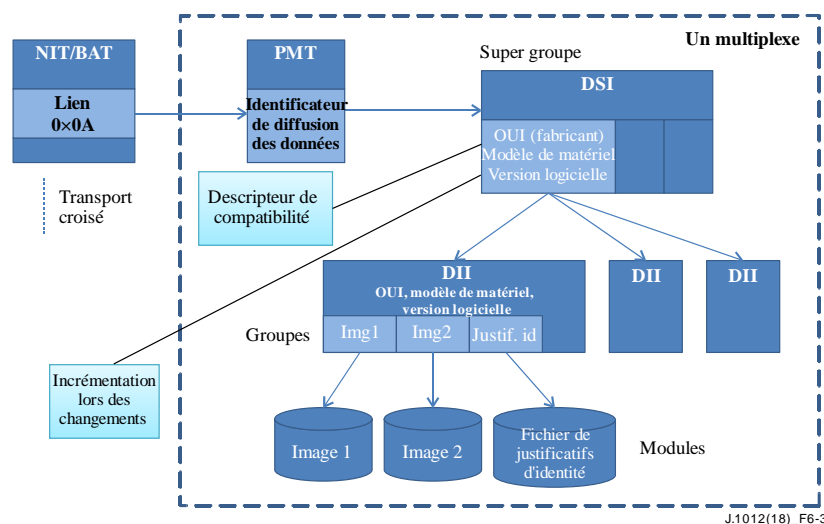 Un multiplexe
Super groupe
NIT/BAT
Lien
0×0A
PMT
Identificateur
de diffusion
des données
DSI
OUI (fabricant)
Modèle de matériel
Version logicielle
Transport
croisé
Descripteur de
compatibilité
DII
OUI, modèle de matériel,
version logicielle
DII
DII
Groupes
Img1
Img2
Justif. id
Incrémentation
lors des
changements
Image 1
Image 2
Fichier de
justificatifs
d'identité
Modules
J.1012(18)_F6-3